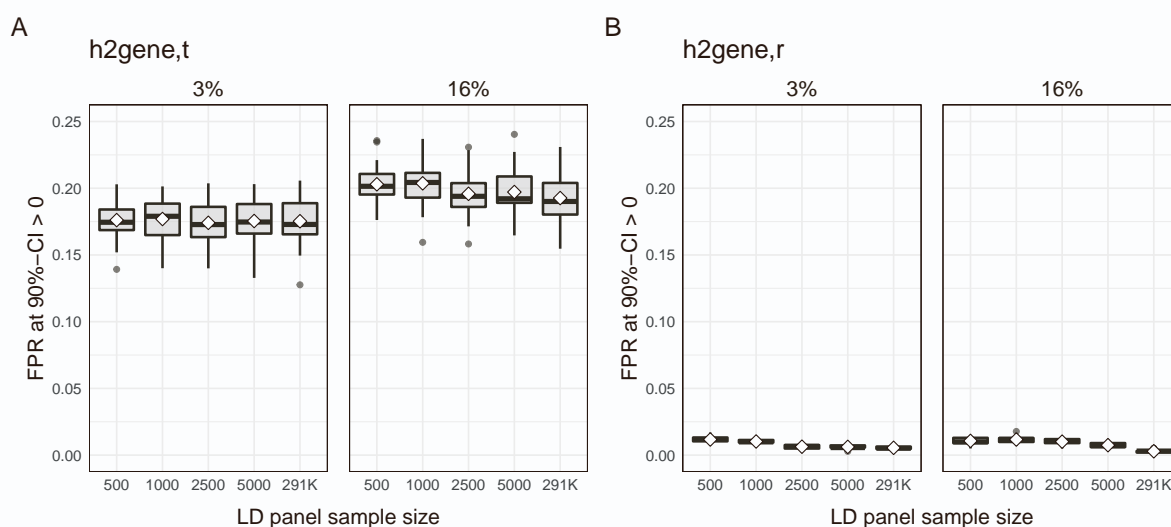 A
h2gene,t
3%
16%
FPR at 90%−CI > 0
0.25
0.20
0.15
0.10
0.05
0.00
500 1000 2500 5000 291K
500 1000 2500 5000 291K
LD panel sample size
B
h2gene,r
3%
16%
FPR at 90%−CI > 0
0.25
0.20
0.15
0.10
0.05
0.00
500 1000 2500 5000 291K
500 1000 2500 5000 291K
LD panel sample size